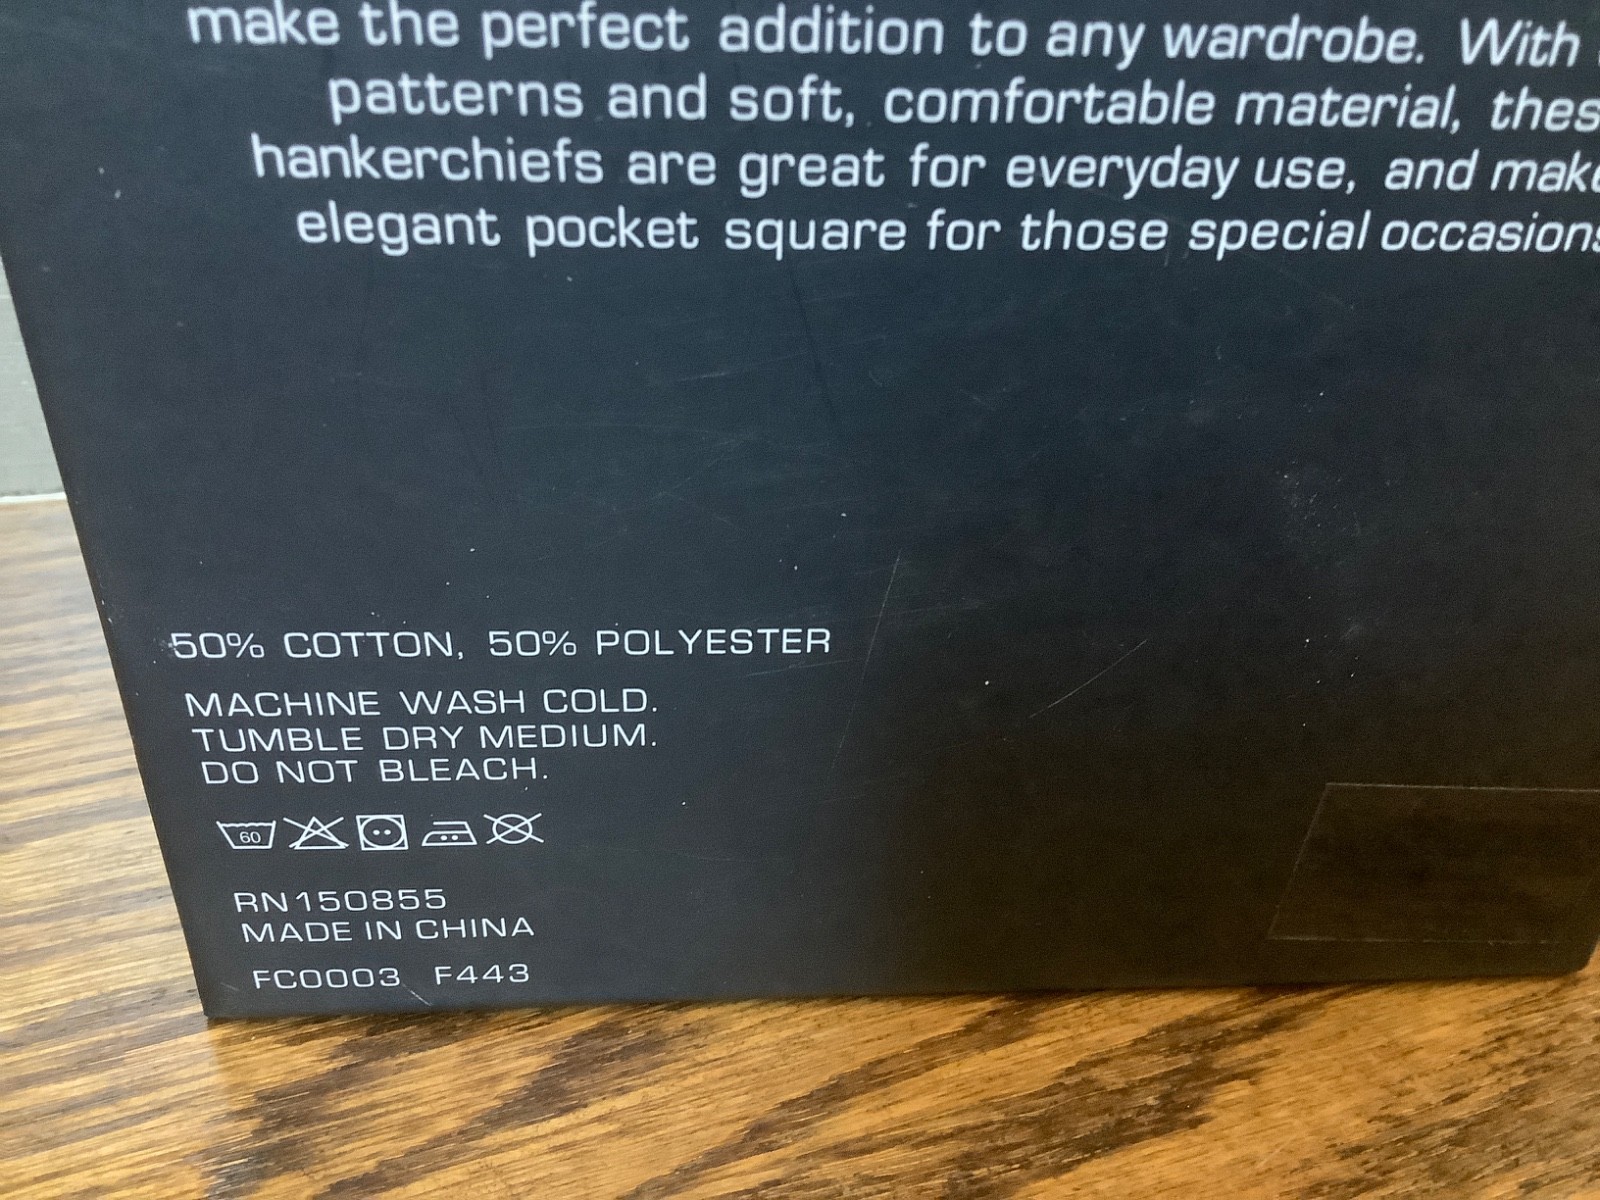 make the perfect addition to any wardrobe. With
patterns and soft, comfortable material,
hankerchiefs are great for everyday use, and
elegant pocket square for those special
50% COTTON, 50% POLYESTER
MACHINE WASH COLD.
TUMBLE DRY MEDIUM.
DO NOT BLEACH.
60
RN150855
MADE IN CHINA
FC0003 F443